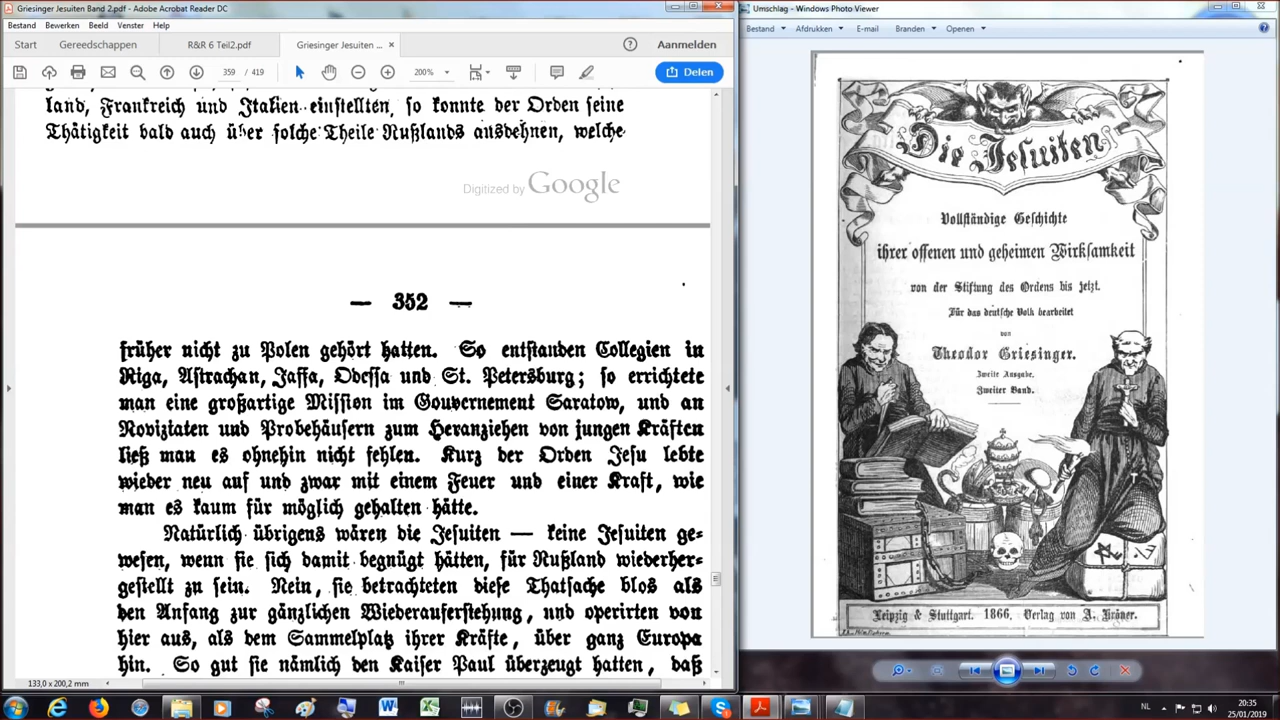 Griesinger Jesuiten Band 2.pdf - Adobe Acrobat Reader DC
Bestand Bewerken Beeld Venster Help
Start Gereedschappen R&R 6 Teil2.pdf Griesinger Jesuiten ... × Aanmelden
359 / 419 200% Delen
land, Frankreich und Italien einstellten, so konnte der Orden seine
Thätigkeit bald auch über solche Theile Rußlands ausdehnen, welche
Digitized by Google
— 352 —
früher nicht zu Polen gehört hatten. So entstanden Collegien in
Riga, Astrachan, Jaffa, Odessa und St. Petersburg; so errichtete
man eine großartige Mission im Gouvernement Saratow, und an
Noviziaten und Probehäusern zum Heranziehen von jungen Kräften
ließ man es ohnehin nicht fehlen. Kurz der Orden Jesu lebte
wieder neu auf und zwar mit einem Feuer und einer Kraft, wie
man es kaum für möglich gehalten hätte.
Natürlich übrigens wären die Jesuiten — keine Jesuiten ge-
wesen, wenn sie sich damit begnügt hätten, für Rußland wiederher-
gestellt zu sein. Nein, sie betrachteten diese Thatsache blos als
den Anfang zur gänzlichen Wiederauferstehung, und operirten von
hier aus, als dem Sammelplatz ihrer Kräfte, über ganz Europa
hin. So gut sie nämlich den Kaiser Paul überzeugt hatten, daß
133,0 x 200,2 mm
Umschlag - Windows Photo Viewer
Bestand Afdrukken E-mail Branden Openen
Die Jesuiten
Vollständige Geschichte
ihrer offenen und geheimen Wirksamkeit
von der Stiftung des Ordens bis jetzt.
Für das deutsche Volk bearbeitet
von
Theodor Griesinger.
Zweite Ausgabe.
Zweiter Band.
Leipzig & Stuttgart. 1866. Verlag von A. Kröner.
NL 20:35
25/01/2019